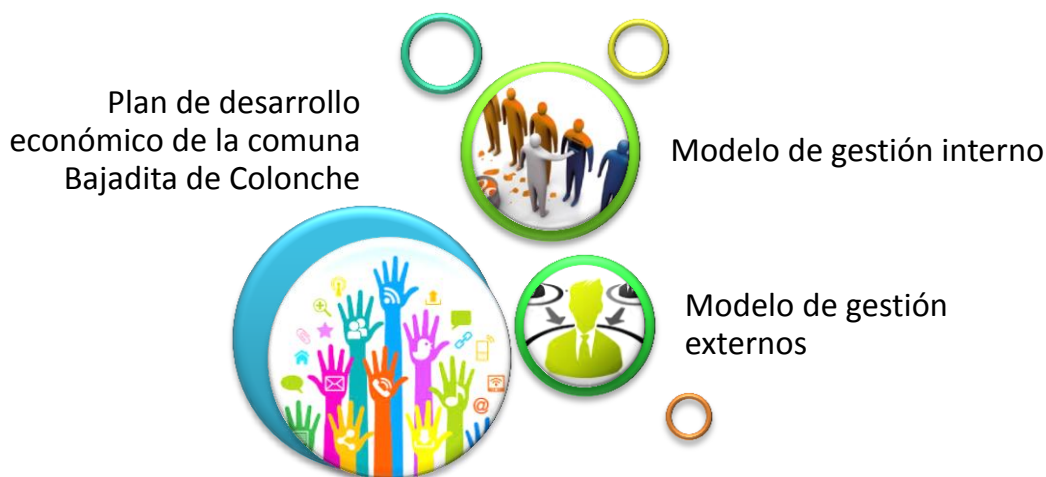 Plan de desarrollo
económico de la comuna
Bajadita de Colonche
Modelo de gestión interno
Modelo de gestión
externos
@